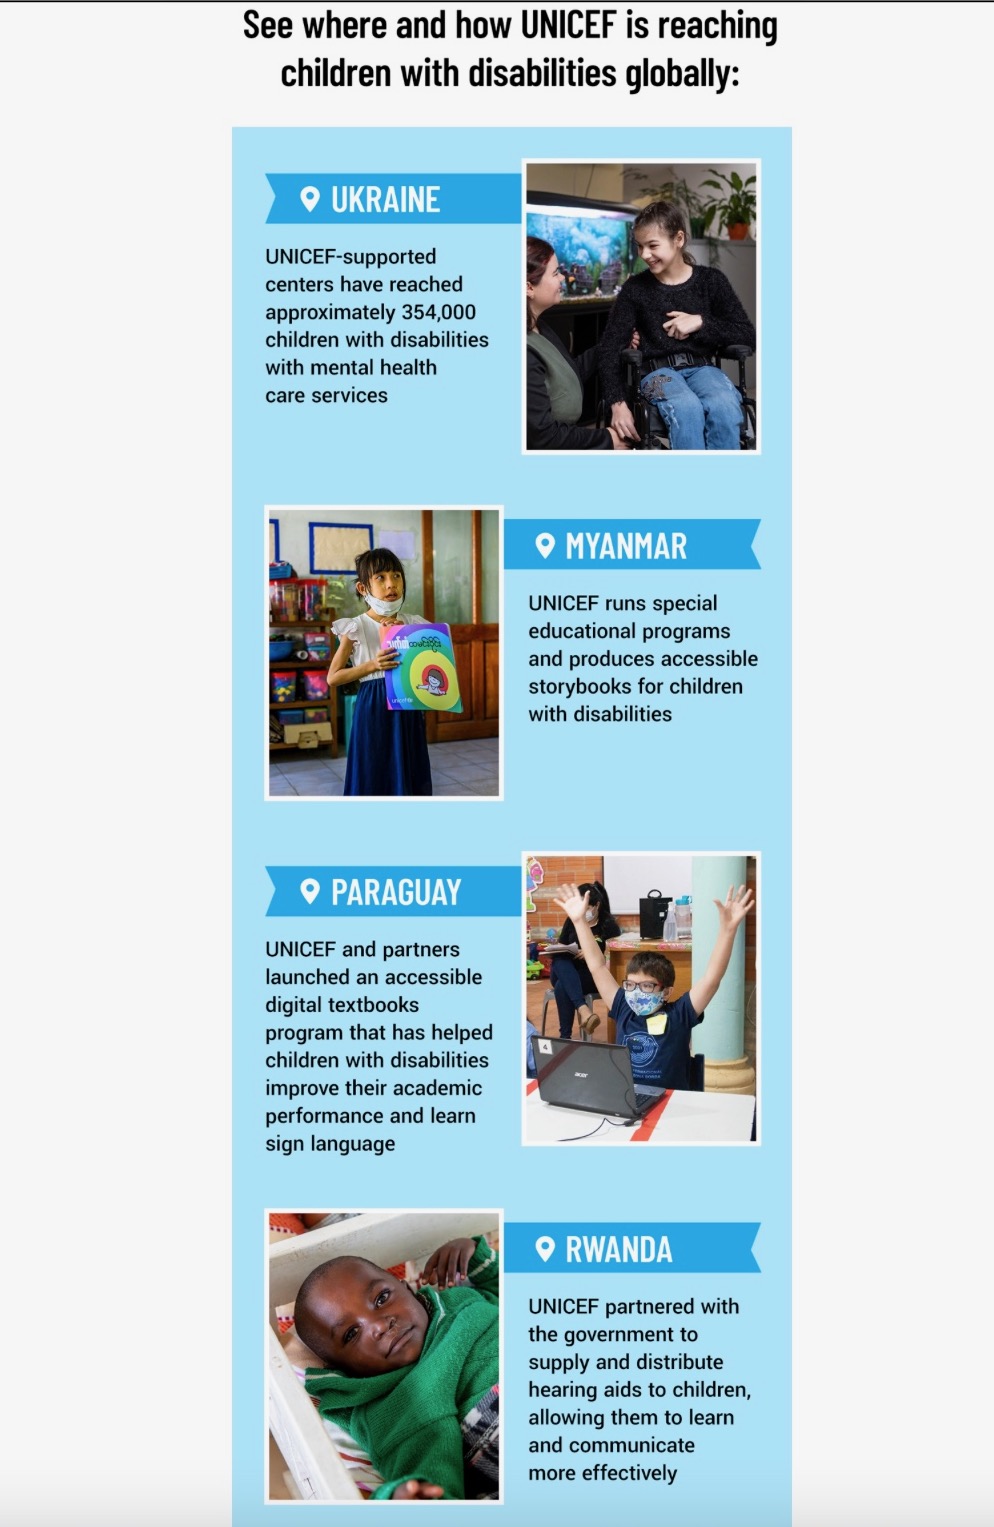 See where and how UNICEF is reaching
children with disabilities globally:
UKRAINE
UNICEF-supported
centers have reached
approximately 354,000
children with disabilities
with mental health
care services
MYANMAR
UNICEF runs special
educational programs
and produces accessible
storybooks for children
with disabilities
unicef
PARAGUAY
UNICEF and partners
launched an accessible
digital textbooks
program that has helped
children with disabilities
improve their academic
performance and learn
sign language
4
acer
RWANDA
UNICEF partnered with
the government to
supply and distribute
hearing aids to children,
allowing them to learn
and communicate
more effectively